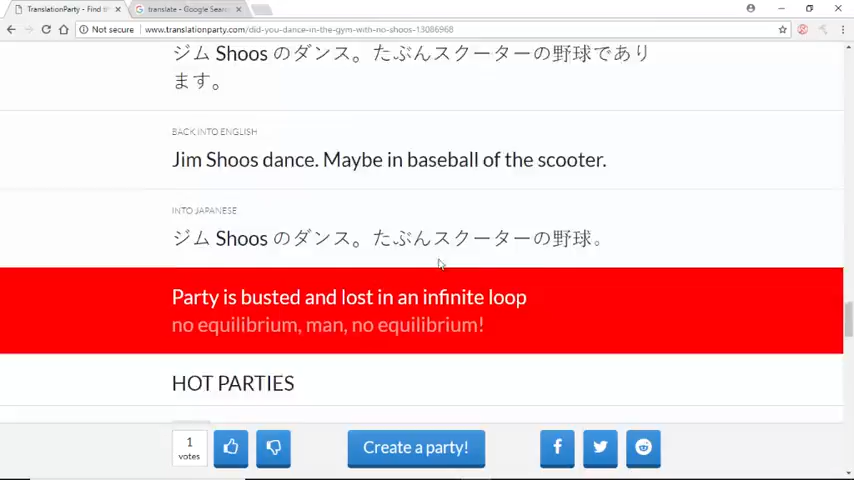 TranslationParty - Find th
translate - Google Searc
Not secure
www.translationparty.com/did-you-dance-in-the-gym-with-no-shoos-13086968
ジム Shoos のダンス。たぶんスクーターの野球であり
ます。
BACK INTO ENGLISH
Jim Shoos dance. Maybe in baseball of the scooter.
INTO JAPANESE
ジム Shoos のダンス。たぶんスクーターの野球。
Party is busted and lost in an infinite loop
no equilibrium, man, no equilibrium!
HOT PARTIES
1
votes
Create a party!